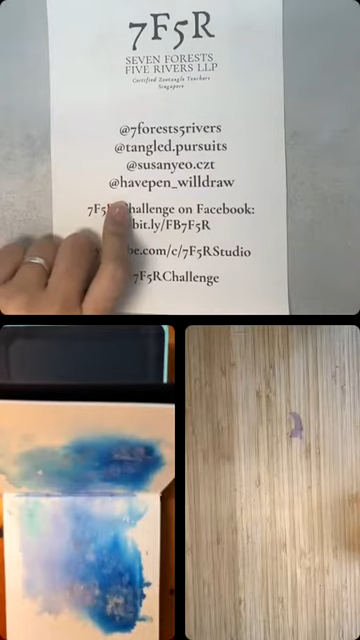 7F5R
SEVEN FORESTS
FIVE RIVERS LLP
Certified Zentangle Teachers
Singapore
@7forests5rivers
@tangled.pursuits
@susanyeo.czt
@havepen_willdraw
on Facebook:
bit.ly/FB7F5R
be.com/c/7F5RStudio
7F5RChallenge